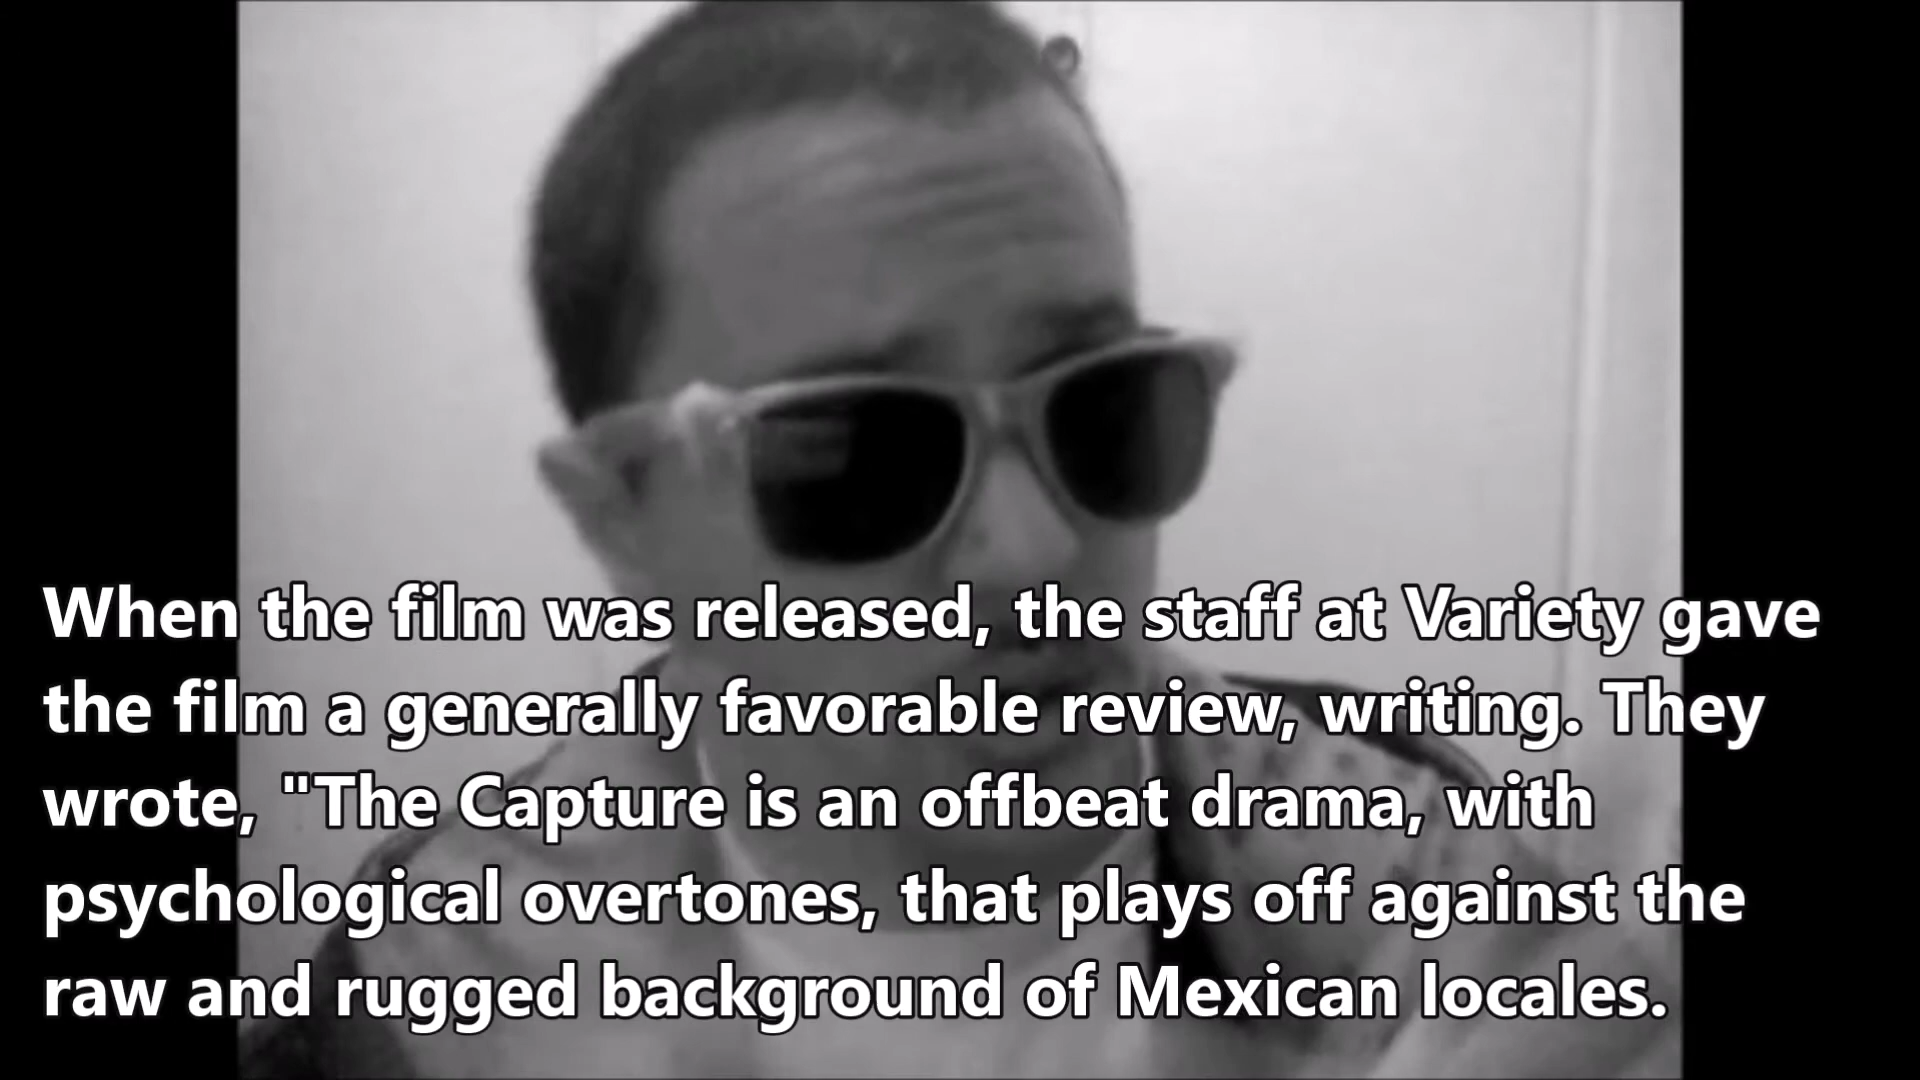 When the film was released, the staff at Variety gave
the film a generally favorable review, writing. They
wrote, "The Capture is an offbeat drama, with
psychological overtones, that plays off against the
raw and rugged background of Mexican locales.